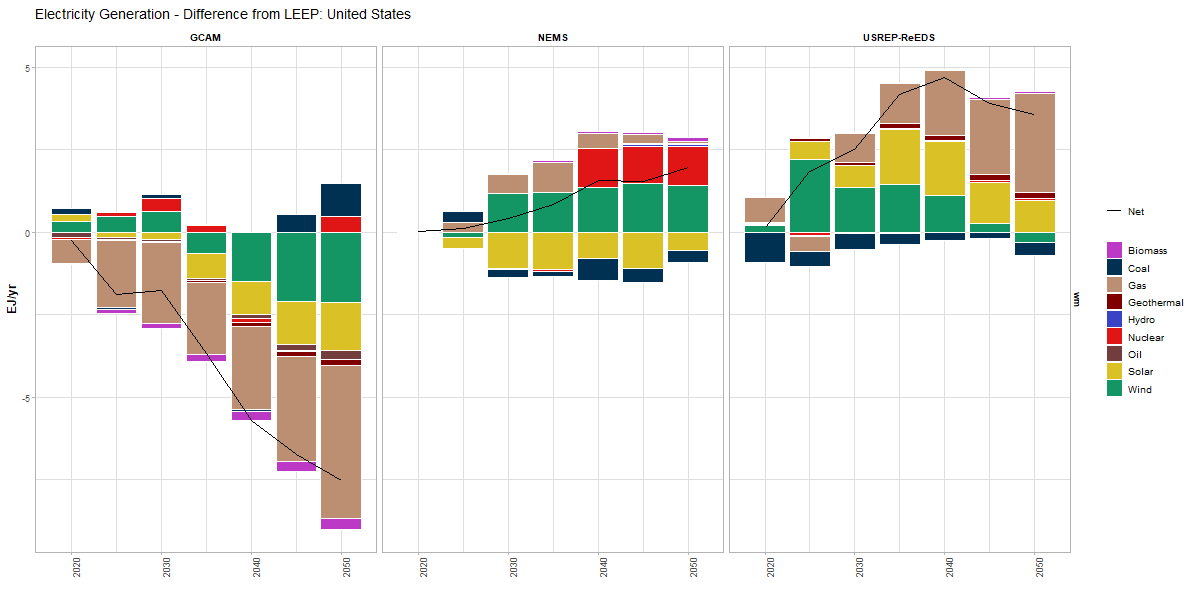 Electricity Generation - Difference from LEEP: United States
GCAM
NEMS
USREP-ReEDS
EJ/yr
5
0
-5
2020
2030
2040
2050
2020
2030
2040
2050
2020
2030
2040
2050
wm
Net
Biomass
Coal
Gas
Geothermal
Hydro
Nuclear
Oil
Solar
Wind